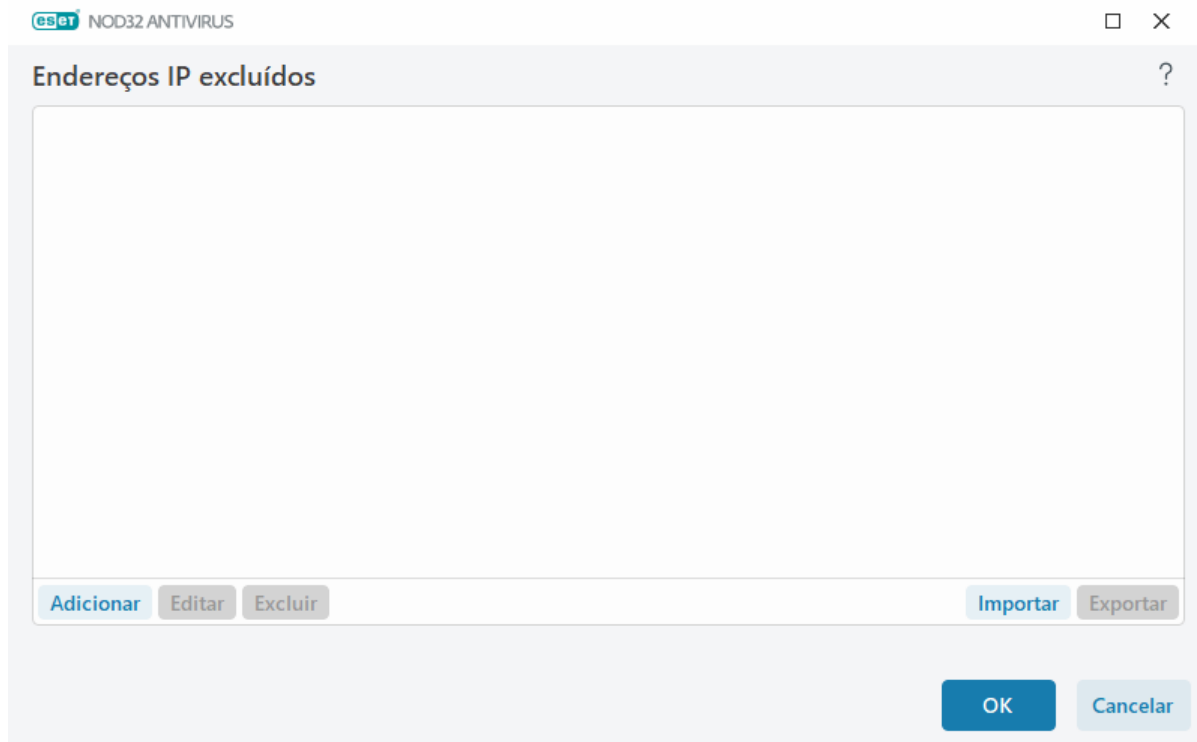 eset NOD32 ANTIVIRUS
Endereços IP excluídos
?
Adicionar Editar Excluir Importar Exportar
OK Cancelar